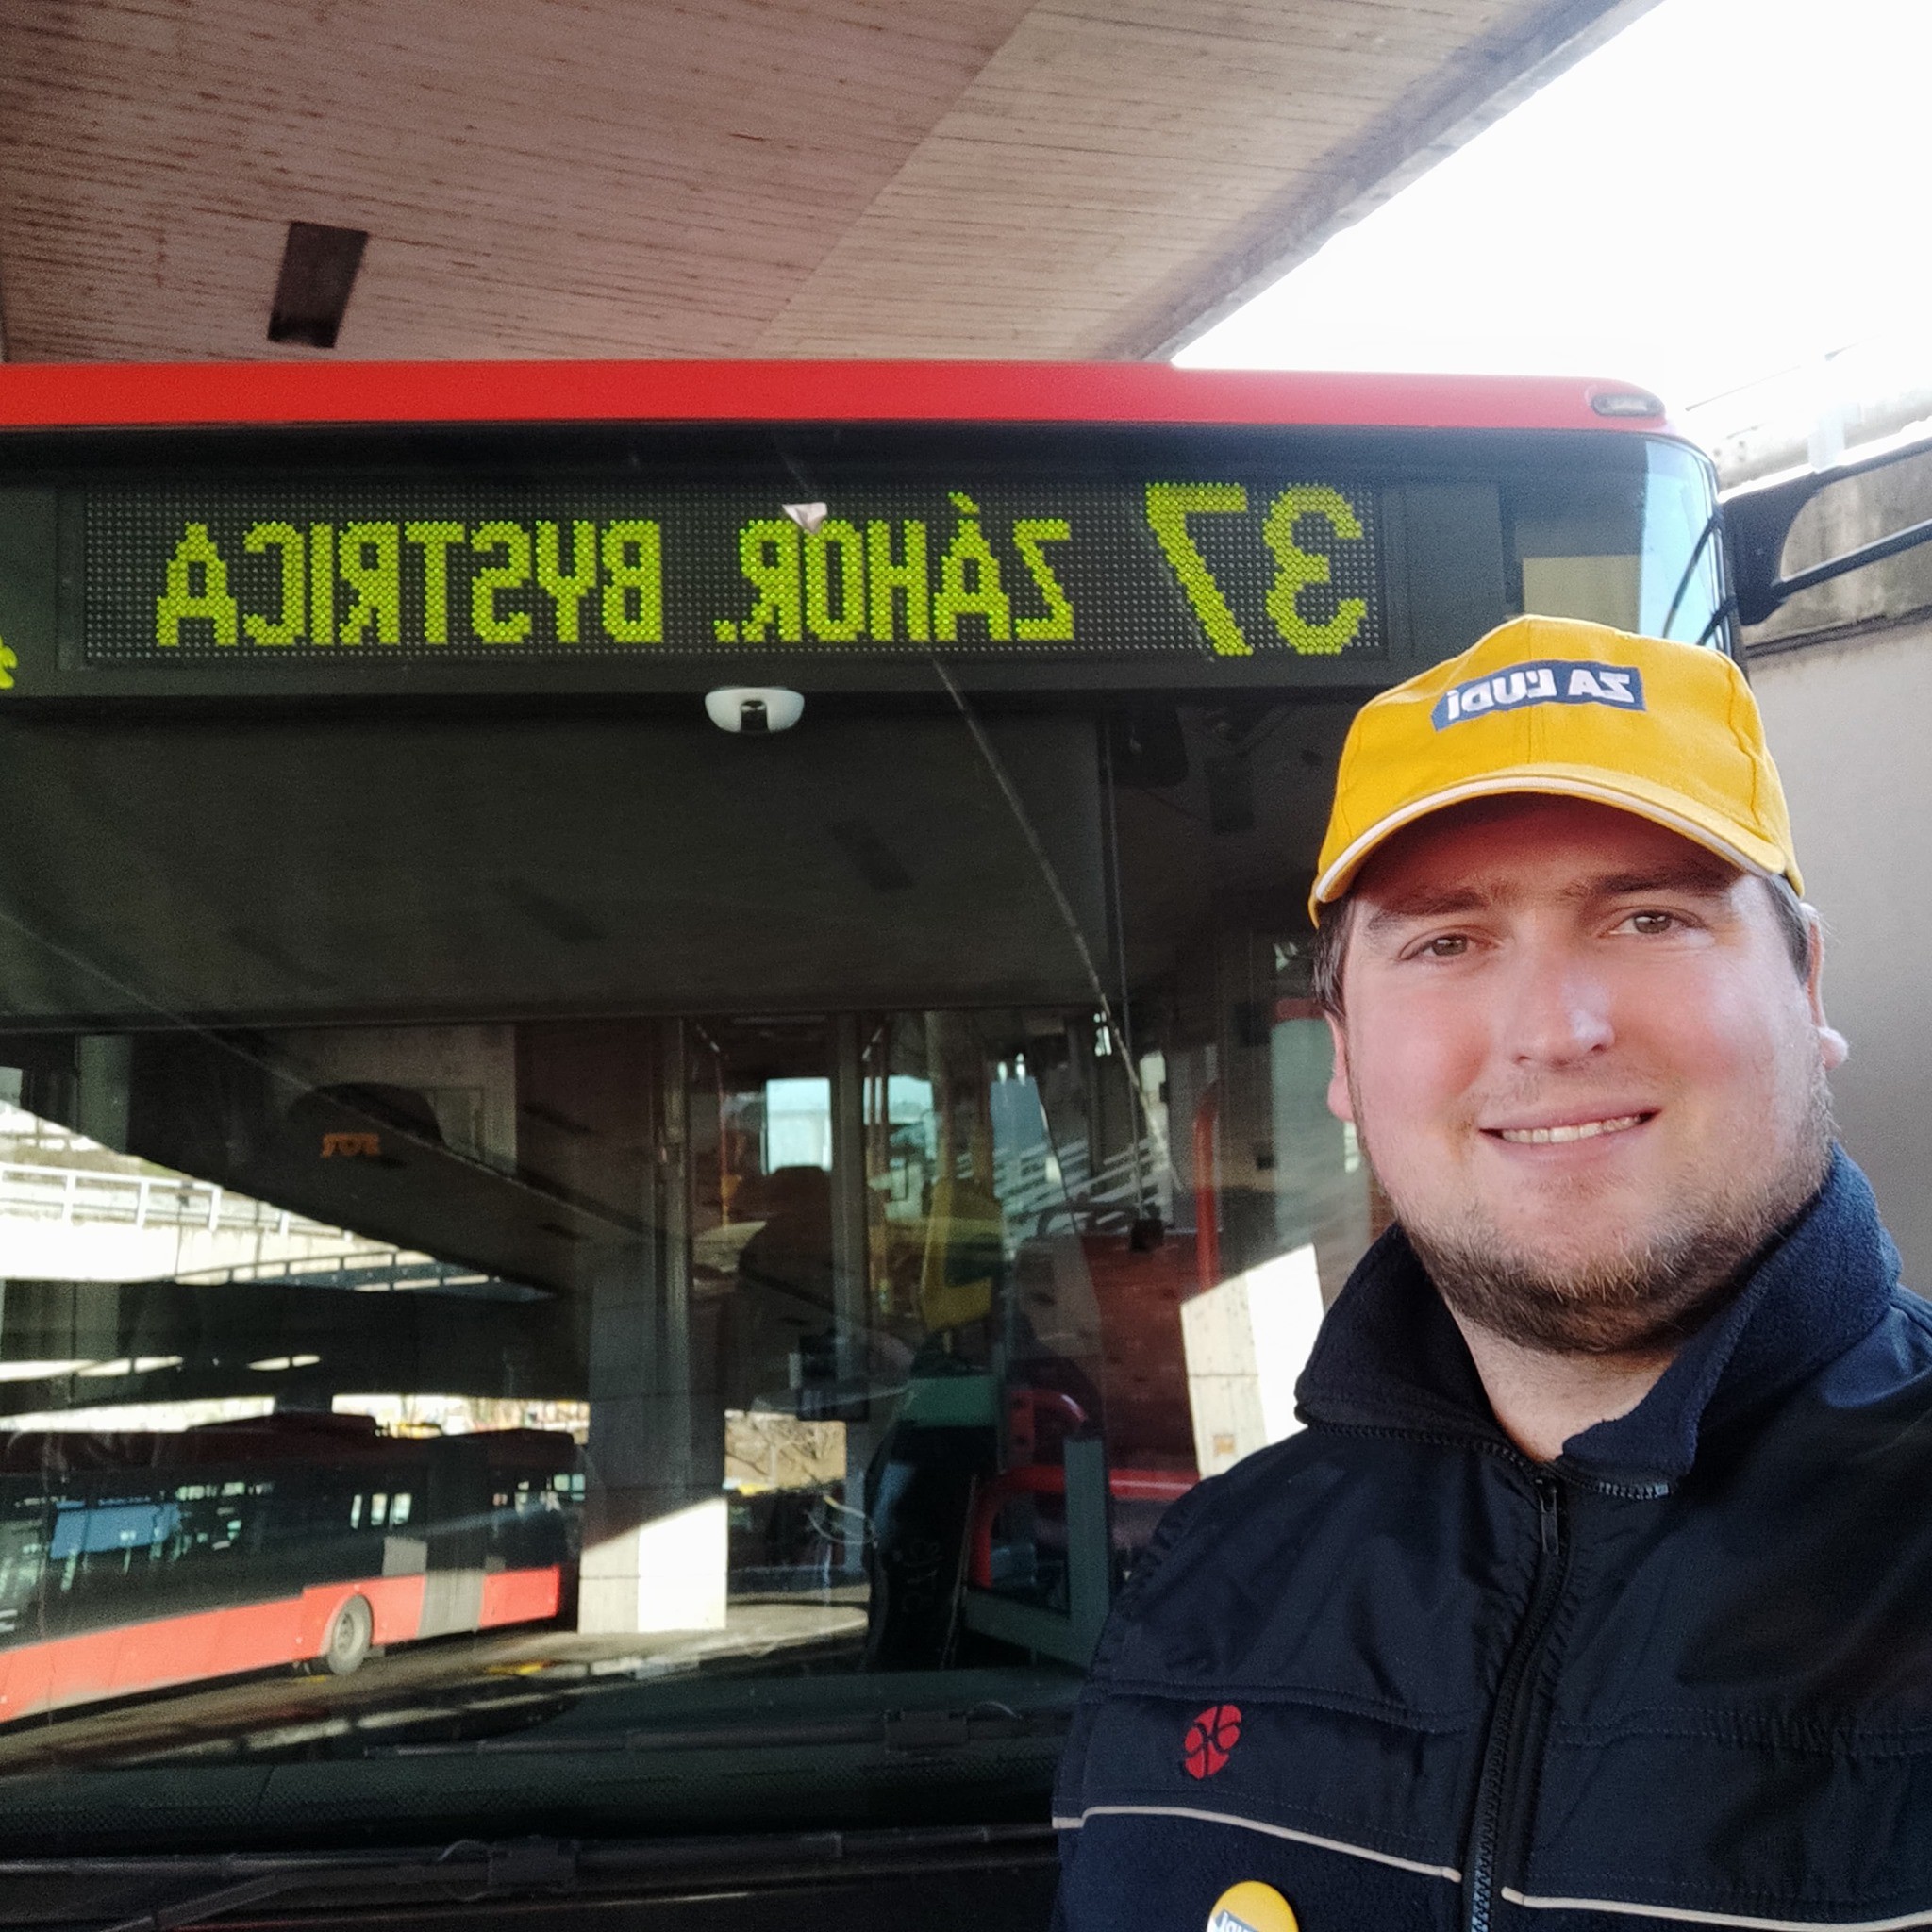 37 ZÁHOR. BYSTRICA
ZA ĽUDÍ